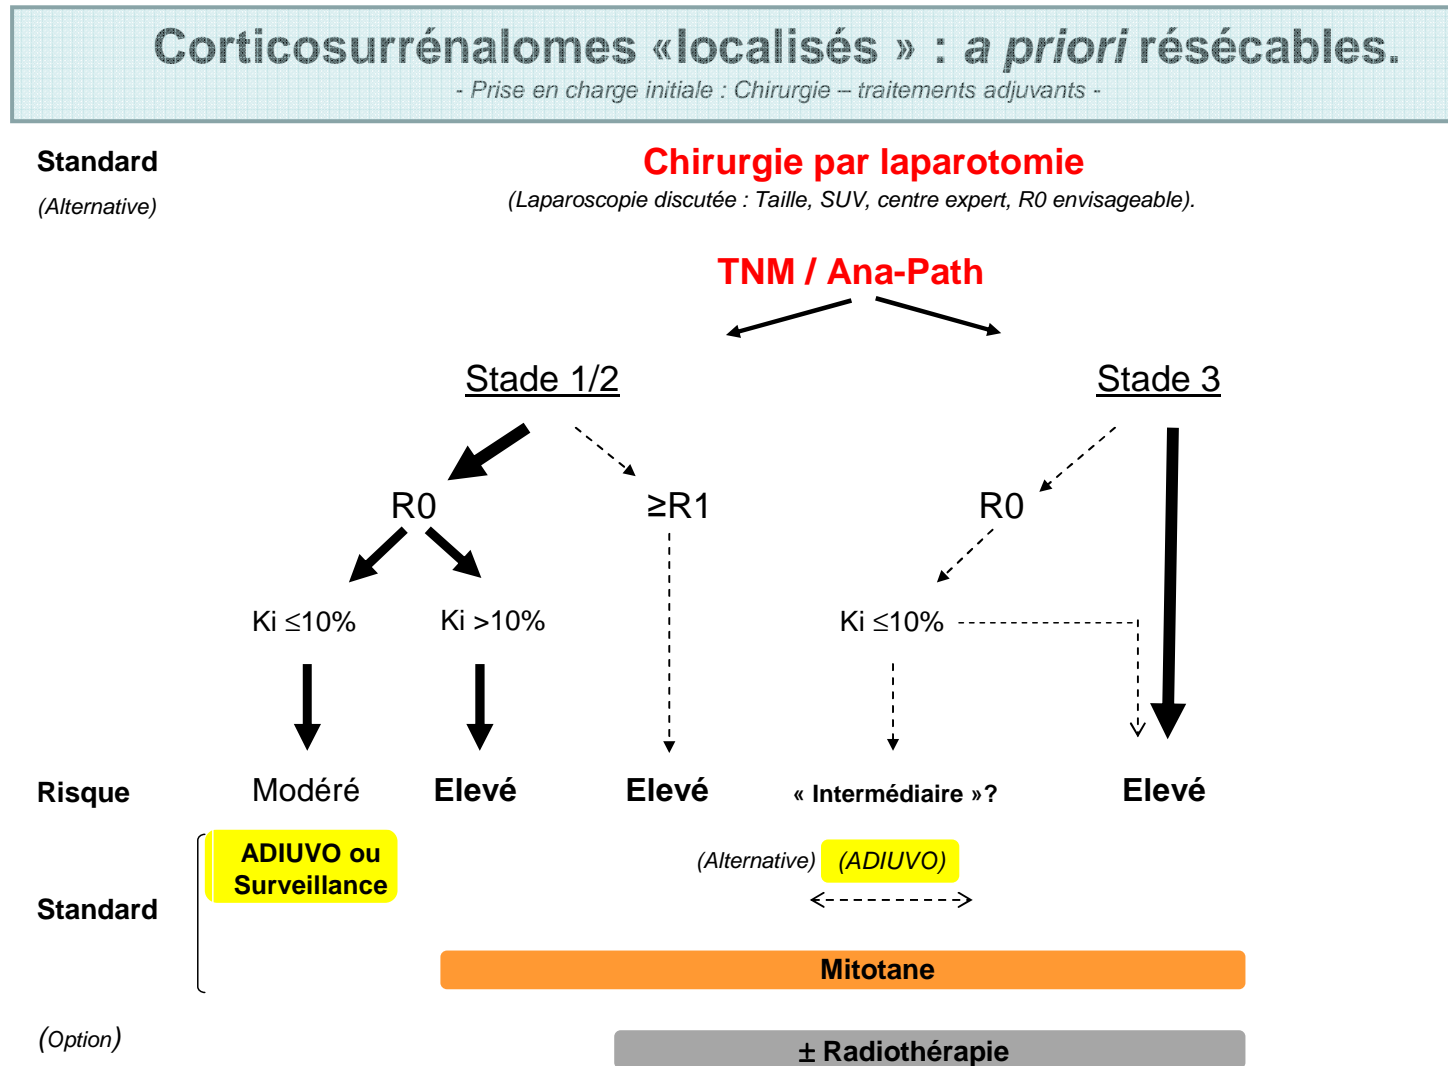 Corticosurrénalomes «localisés » : a priori résécables.
- Prise en charge initiale : Chirurgie – traitements adjuvants -
Standard
Chirurgie par laparotomie
(Alternative)
(Laparoscopie discutée : Taille, SUV, centre expert, R0 envisageable).
TNM / Ana-Path
Stade 1/2
Stade 3
R0
≥R1
R0
Ki ≤10%
Ki >10%
Ki ≤10%
Risque
Modéré
Elevé
Elevé
« Intermédiaire »?
Elevé
ADIUVO ou
Surveillance
(Alternative)
(ADIUVO)
Standard
Mitotane
(Option)
± Radiothérapie